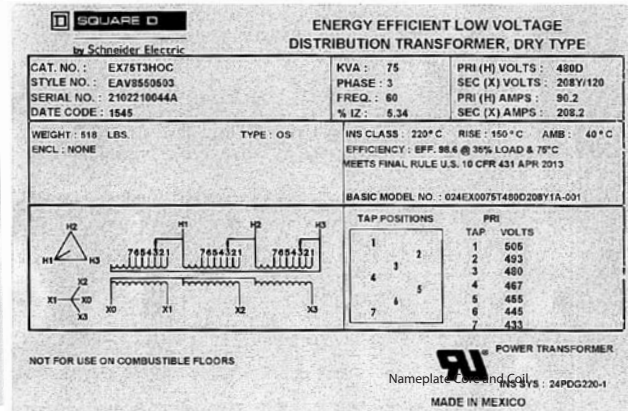 D SQUARE D
by Schneider Electric
ENERGY EFFICIENT LOW VOLTAGE
DISTRIBUTION TRANSFORMER, DRY TYPE
CAT. NO. : EX75T3HOC
STYLE NO. : EAV8550503
SERIAL NO. : 2102210044A
DATE CODE : 1545
KVA : 75
PHASE : 3
FREQ. : 60
% IZ : 5.34
PRI (H) VOLTS : 480D
SEC (X) VOLTS : 208Y/120
PRI (H) AMPS : 90.2
SEC (X) AMPS : 208.2
WEIGHT : 518 LBS. TYPE : OS
ENCL : NONE
INS CLASS : 220°C RISE : 150°C AMB : 40°C
EFFICIENCY : EFF. 98.6 @ 35% LOAD & 75°C
MEETS FINAL RULE U.S. 10 CFR 431 APR 2013
BASIC MODEL NO. : 024EX0075T480D208Y1A-001
H2
H1 H3
X2
X1 X0
X3
H1 H2 H3
7654321 7654321 7654321
X0 X1 X2 X3
TAP POSITIONS
1
2
3
4
5
6
7
PRI
TAP VOLTS
1 505
2 493
3 480
4 467
5 455
6 445
7 433
NOT FOR USE ON COMBUSTIBLE FLOORS
POWER TRANSFORMER
Nameplate Core and Coil
INS SYS : 24PDG220-1
MADE IN MEXICO